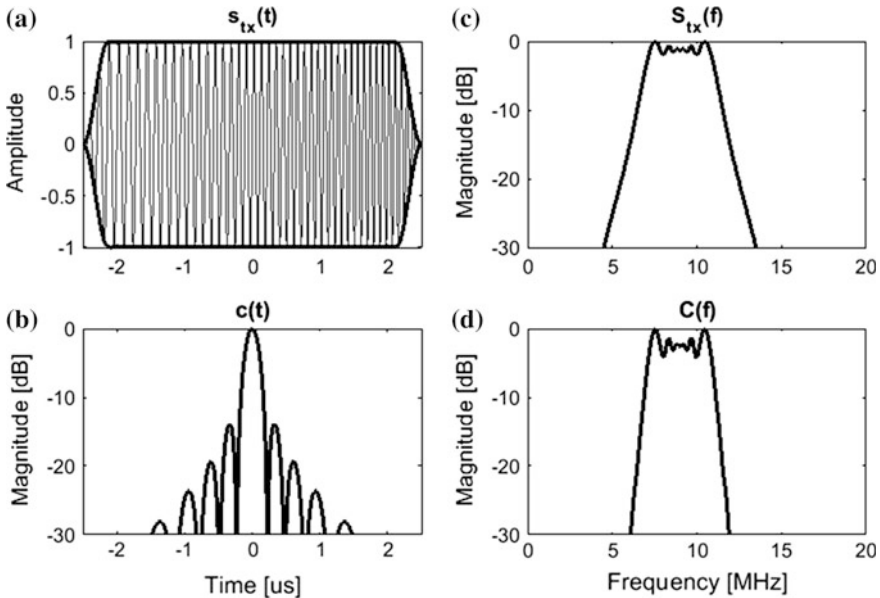 (a)
s_tx(t)
Amplitude
1
0.5
0
-0.5
-1
-2 -1 0 1 2
(c)
S_tx(f)
Magnitude [dB]
0
-10
-20
-30
0 5 10 15 20
(b)
c(t)
Magnitude [dB]
0
-10
-20
-30
-2 -1 0 1 2
Time [us]
(d)
C(f)
Magnitude [dB]
0
-10
-20
-30
0 5 10 15 20
Frequency [MHz]